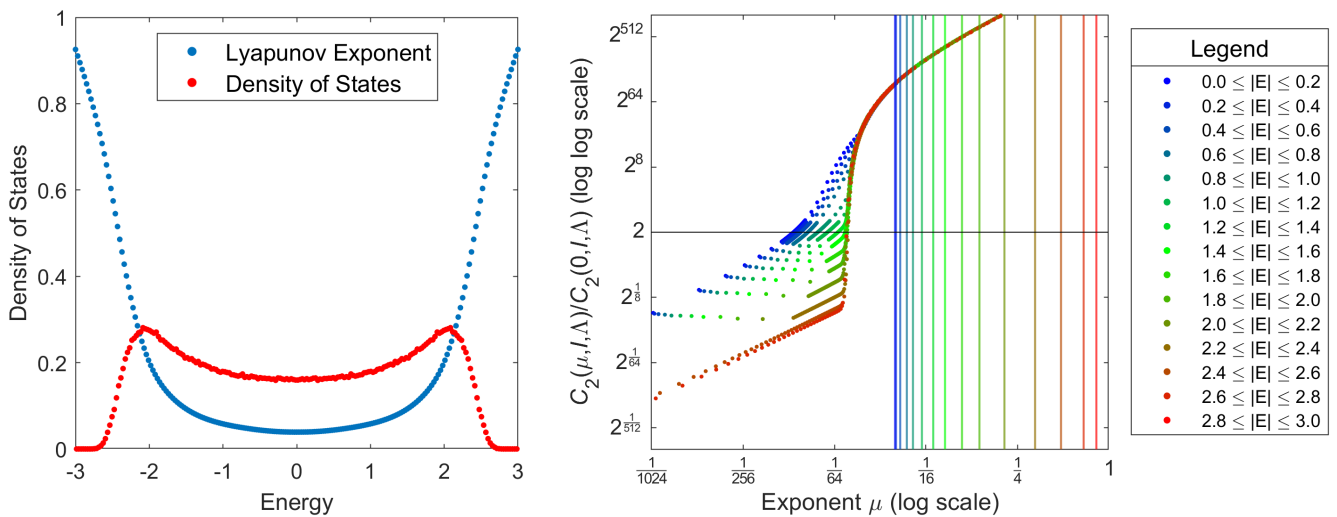 Lyapunov Exponent
Density of States
Density of States
1
0.8
0.6
0.4
0.2
0
-3
-2
-1
0
1
2
3
Energy
C₂(μ,I,Λ)/C₂(0,I,Λ) (log log scale)
2^512
2^64
2^8
2
2^(1/8)
2^(1/64)
2^(1/512)
1/1024
1/256
1/64
1/16
1/4
1
Exponent μ (log scale)
Legend
0.0 ≤ |E| ≤ 0.2
0.2 ≤ |E| ≤ 0.4
0.4 ≤ |E| ≤ 0.6
0.6 ≤ |E| ≤ 0.8
0.8 ≤ |E| ≤ 1.0
1.0 ≤ |E| ≤ 1.2
1.2 ≤ |E| ≤ 1.4
1.4 ≤ |E| ≤ 1.6
1.6 ≤ |E| ≤ 1.8
1.8 ≤ |E| ≤ 2.0
2.0 ≤ |E| ≤ 2.2
2.2 ≤ |E| ≤ 2.4
2.4 ≤ |E| ≤ 2.6
2.6 ≤ |E| ≤ 2.8
2.8 ≤ |E| ≤ 3.0